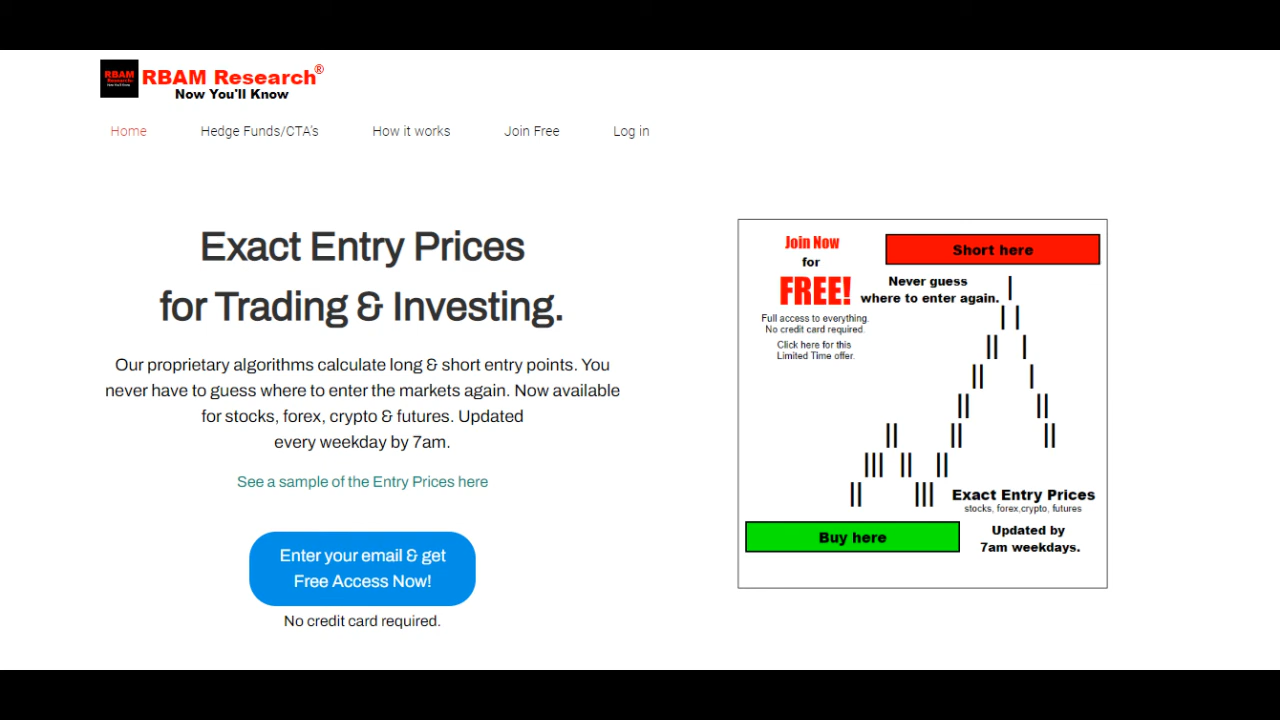 RBAM
Research
RBAM Research®
Now You'll Know
Home
Hedge Funds/CTA's
How it works
Join Free
Log in
Exact Entry Prices
for Trading & Investing.
Our proprietary algorithms calculate long & short entry points. You
never have to guess where to enter the markets again. Now available
for stocks, forex, crypto & futures. Updated
every weekday by 7am.
See a sample of the Entry Prices here
Enter your email & get
Free Access Now!
No credit card required.
Join Now
for
FREE!
Full access to everything.
No credit card required.
Click here for this
Limited Time offer.
Short here
Never guess
where to enter again.
Exact Entry Prices
stocks, forex,crypto, futures
Buy here
Updated by
7am weekdays.